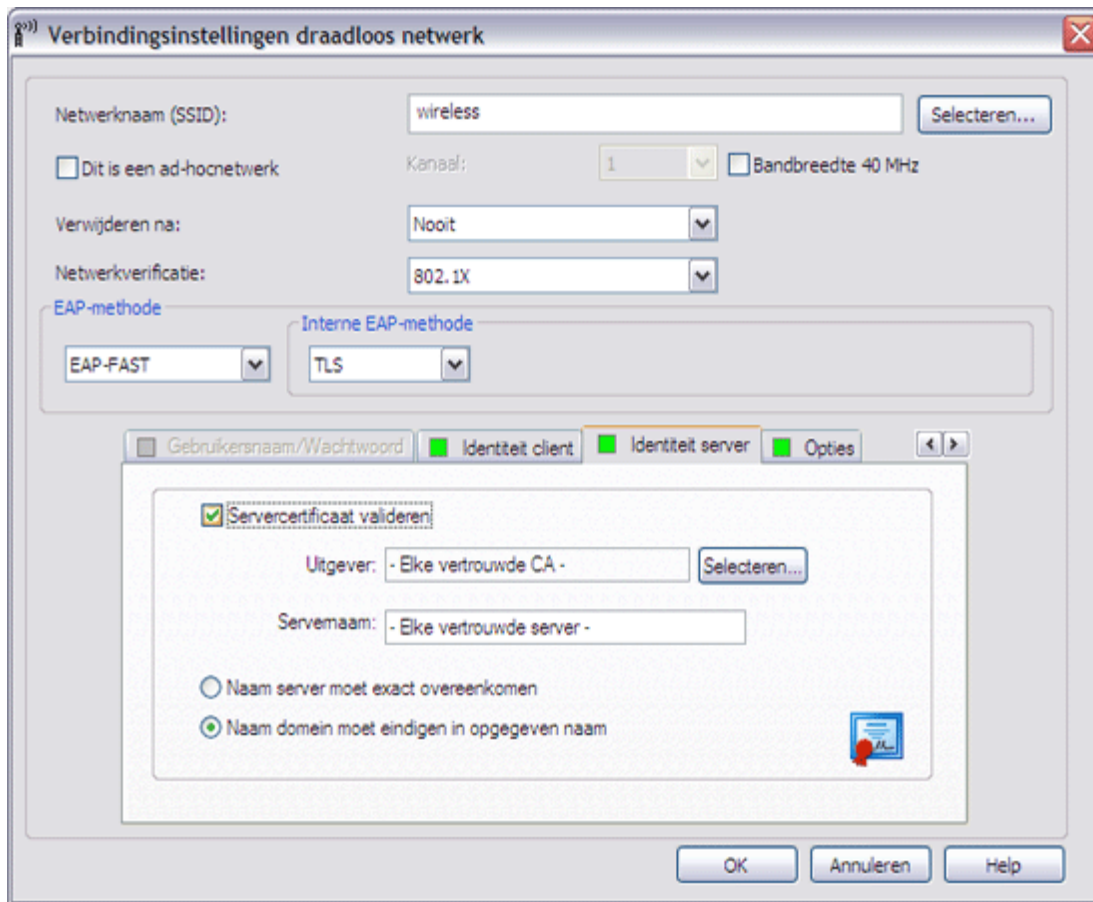 Verbindingsinstellingen draadloos netwerk
Netwerknaam (SSID): wireless Selecteren...
Dit is een ad-hocnetwerk Kanaal: 1 Bandbreedte 40 MHz
Verwijderen na: Nooit
Netwerkverificatie: 802.1X
EAP-methode
Interne EAP-methode
EAP-FAST TLS
Gebruikersnaam/Wachtwoord Identiteit client Identiteit server Opties
Servercertificaat valideren
Uitgever: - Elke vertrouwde CA - Selecteren...
Servernaam: - Elke vertrouwde server -
Naam server moet exact overeenkomen
Naam domein moet eindigen in opgegeven naam
OK Annuleren Help